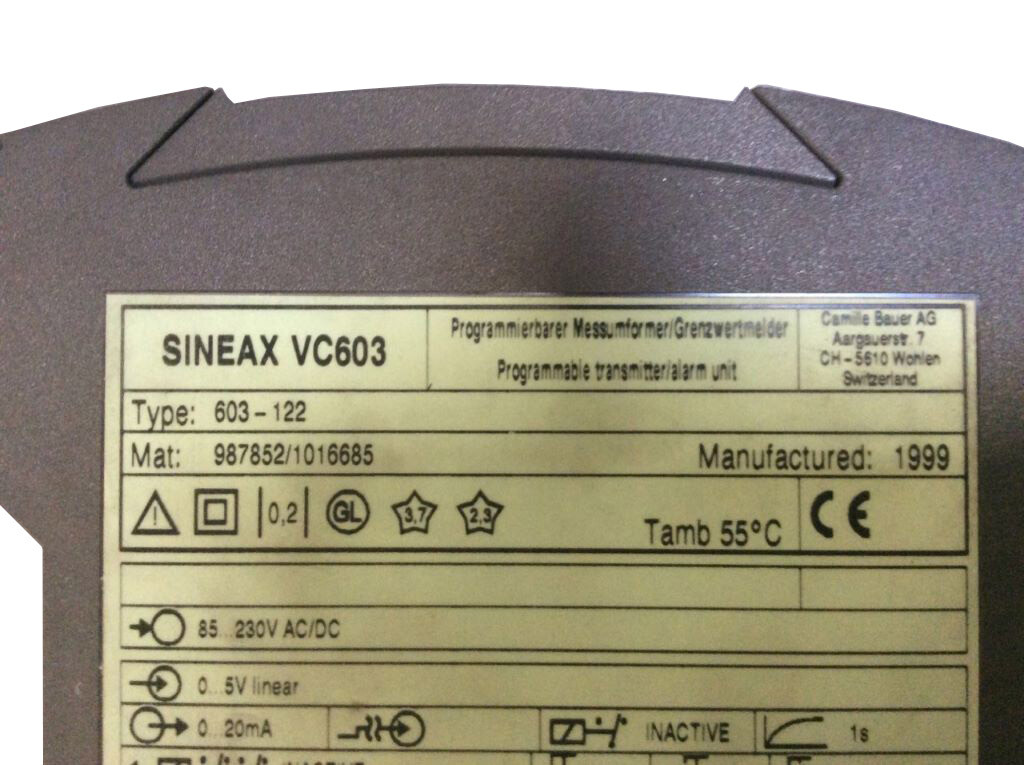 SINEAX VC603
Programmierbarer Messumformer/Grenzwertmelder
Programmable transmitter/alarm unit
Camille Bauer AG
Aargauerstr. 7
CH - 5610 Wohlen
Switzerland
Type: 603 - 122
Mat: 987852/1016685
Manufactured: 1999
0,2 GL 3,7 2,3 Tamb 55°C CE
85...230V AC/DC
0...5V linear
0...20mA INACTIVE 1s
INACTIVE